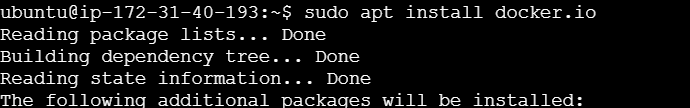 ubuntu@ip-172-31-40-193:~$ sudo apt install docker.io
Reading package lists... Done
Building dependency tree... Done
Reading state information... Done
The following additional packages will be installed: